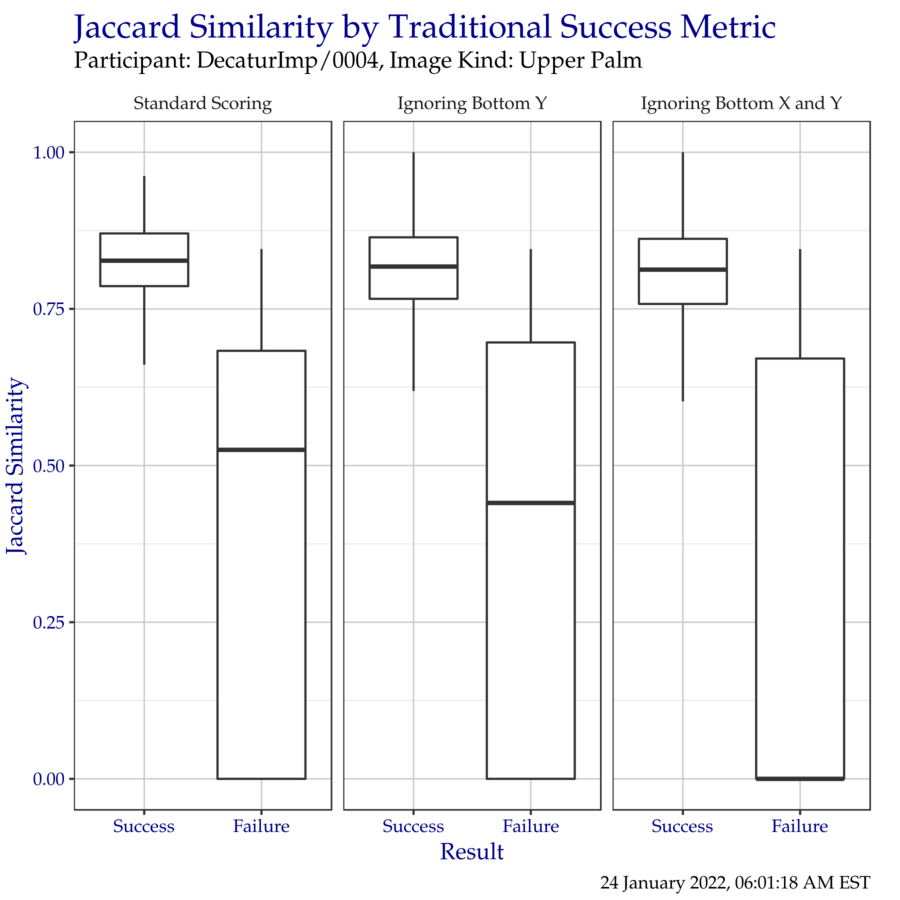 Jaccard Similarity by Traditional Success Metric
Participant: DecaturImp/0004, Image Kind: Upper Palm
Standard Scoring
Ignoring Bottom Y
Ignoring Bottom X and Y
Jaccard Similarity
1.00
0.75
0.50
0.25
0.00
Success Failure
Success Failure
Success Failure
Result
24 January 2022, 06:01:18 AM EST